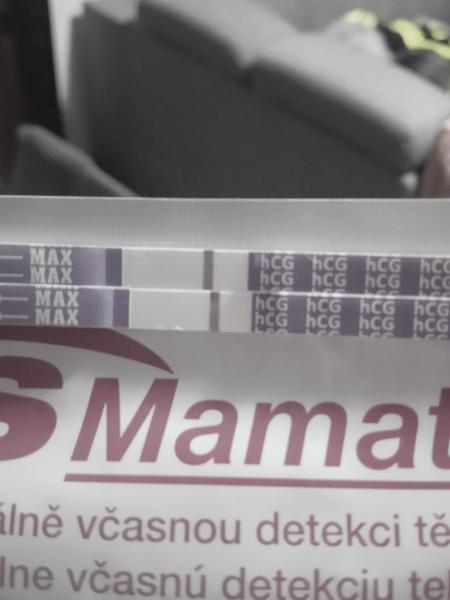 MAX
MAX
hCG hCG hCG hCG
hCG hCG hCG hCG
MAX
MAX
hCG hCG hCG hCG
hCG hCG hCG hCG
s Mamat
álně včasnou detekci tě
lne včasnú detekciu te